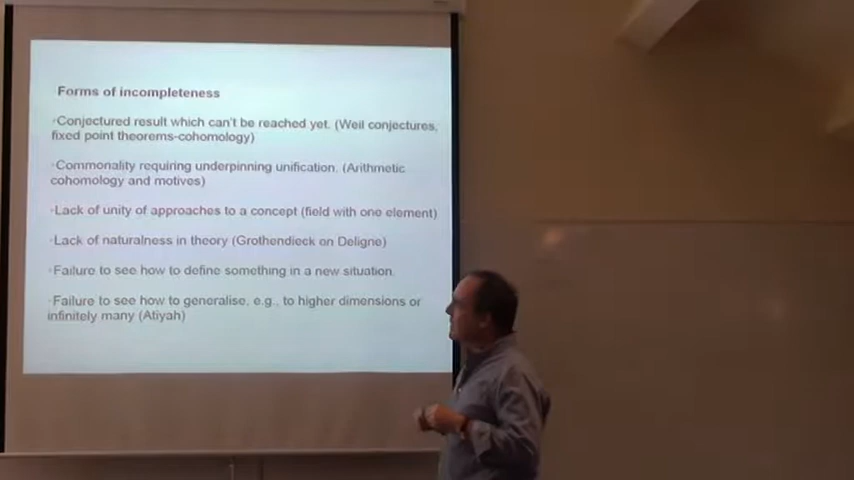 Forms of incompleteness
•Conjectured result which can't be reached yet. (Weil conjectures,
fixed point theorems-cohomology)
•Commonality requiring underpinning unification. (Arithmetic
cohomology and motives)
•Lack of unity of approaches to a concept (field with one element)
•Lack of naturalness in theory (Grothendieck on Deligne)
•Failure to see how to define something in a new situation.
•Failure to see how to generalise, e.g., to higher dimensions or
infinitely many (Atiyah)